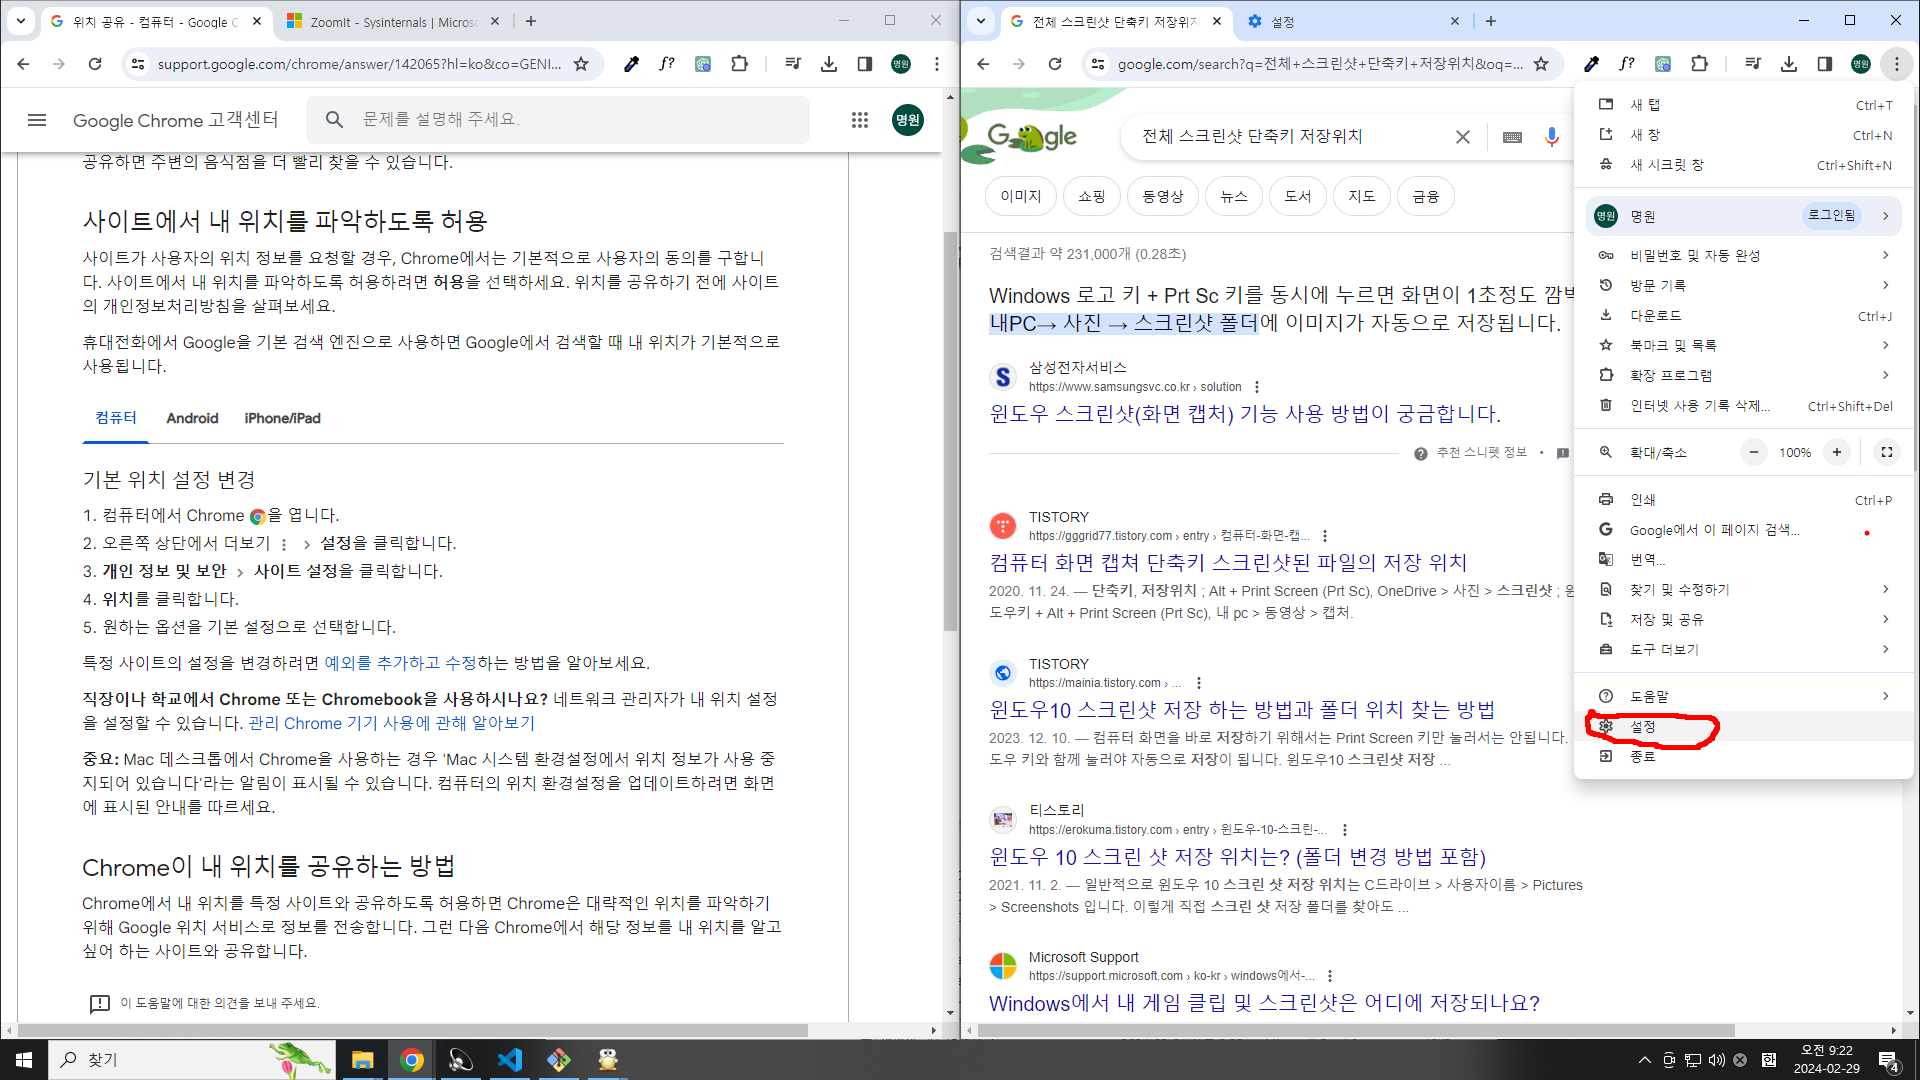 위치 공유 - 컴퓨터 - Google C
ZoomIt - Sysinternals | Micros
support.google.com/chrome/answer/142065?hl=ko&co=GENI...
f?
명원
Google Chrome 고객센터
문제를 설명해 주세요.
명원
공유하면 주변의 음식점을 더 빨리 찾을 수 있습니다.
사이트에서 내 위치를 파악하도록 허용
사이트가 사용자의 위치 정보를 요청할 경우, Chrome에서는 기본적으로 사용자의 동의를 구합니
다. 사이트에서 내 위치를 파악하도록 허용하려면 허용을 선택하세요. 위치를 공유하기 전에 사이트
의 개인정보처리방침을 살펴보세요.
휴대전화에서 Google을 기본 검색 엔진으로 사용하면 Google에서 검색할 때 내 위치가 기본적으로
사용됩니다.
컴퓨터
Android
iPhone/iPad
기본 위치 설정 변경
1. 컴퓨터에서 Chrome 을 엽니다.
2. 오른쪽 상단에서 더보기 > 설정을 클릭합니다.
3. 개인 정보 및 보안 > 사이트 설정을 클릭합니다.
4. 위치를 클릭합니다.
5. 원하는 옵션을 기본 설정으로 선택합니다.
특정 사이트의 설정을 변경하려면 예외를 추가하고 수정하는 방법을 알아보세요.
직장이나 학교에서 Chrome 또는 Chromebook을 사용하시나요? 네트워크 관리자가 내 위치 설정
을 설정할 수 있습니다. 관리 Chrome 기기 사용에 관해 알아보기
중요: Mac 데스크톱에서 Chrome을 사용하는 경우 'Mac 시스템 환경설정에서 위치 정보가 사용 중
지되어 있습니다'라는 알림이 표시될 수 있습니다. 컴퓨터의 위치 환경설정을 업데이트하려면 화면
에 표시된 안내를 따르세요.
Chrome이 내 위치를 공유하는 방법
Chrome에서 내 위치를 특정 사이트와 공유하도록 허용하면 Chrome은 대략적인 위치를 파악하기
위해 Google 위치 서비스로 정보를 전송합니다. 그런 다음 Chrome에서 해당 정보를 내 위치를 알고
싶어 하는 사이트와 공유합니다.
이 도움말에 대한 의견을 보내 주세요.
전체 스크린샷 단축키 저장위치
설정
google.com/search?q=전체+스크린샷+단축키+저장위치&oq=...
f?
명원
Google
전체 스크린샷 단축키 저장위치
이미지
쇼핑
동영상
뉴스
도서
지도
금융
검색결과 약 231,000개 (0.28초)
Windows 로고 키 + Prt Sc 키를 동시에 누르면 화면이 1초정도 깜
내PC→ 사진 → 스크린샷 폴더에 이미지가 자동으로 저장됩니다.
삼성전자서비스
https://www.samsungsvc.co.kr › solution
윈도우 스크린샷(화면 캡처) 기능 사용 방법이 궁금합니다.
추천 스니펫 정보 •
TISTORY
https://gggrid77.tistory.com › entry › 컴퓨터-화면-캡...
컴퓨터 화면 캡쳐 단축키 스크린샷된 파일의 저장 위치
2020. 11. 24. — 단축키, 저장위치 ; Alt + Print Screen (Prt Sc), OneDrive > 사진 > 스크린샷 ; 윈
도우키 + Alt + Print Screen (Prt Sc), 내 pc > 동영상 > 캡처.
TISTORY
https://mainia.tistory.com › ...
윈도우10 스크린샷 저장 하는 방법과 폴더 위치 찾는 방법
2023. 12. 10. — 컴퓨터 화면을 바로 저장하기 위해서는 Print Screen 키만 눌러서는 안됩니다.
도우 키와 함께 눌러야 자동으로 저장이 됩니다. 윈도우10 스크린샷 저장 ...
티스토리
https://erokuma.tistory.com › entry › 윈도우-10-스크린-...
윈도우 10 스크린 샷 저장 위치는? (폴더 변경 방법 포함)
2021. 11. 2. — 일반적으로 윈도우 10 스크린 샷 저장 위치는 C드라이브 > 사용자이름 > Pictures
> Screenshots 입니다. 이렇게 직접 스크린 샷 저장 폴더를 찾아도 ...
Microsoft Support
https://support.microsoft.com › ko-kr › windows에서-...
Windows에서 내 게임 클립 및 스크린샷은 어디에 저장되나요?
새 탭 Ctrl+T
새 창 Ctrl+N
새 시크릿 창 Ctrl+Shift+N
명원 명원 로그인됨
비밀번호 및 자동 완성
방문 기록
다운로드 Ctrl+J
북마크 및 목록
확장 프로그램
인터넷 사용 기록 삭제... Ctrl+Shift+Del
확대/축소 − 100% +
인쇄 Ctrl+P
Google에서 이 페이지 검색...
번역...
찾기 및 수정하기
저장 및 공유
도구 더보기
도움말
설정
종료
찾기
한
오전 9:22
2024-02-29
4